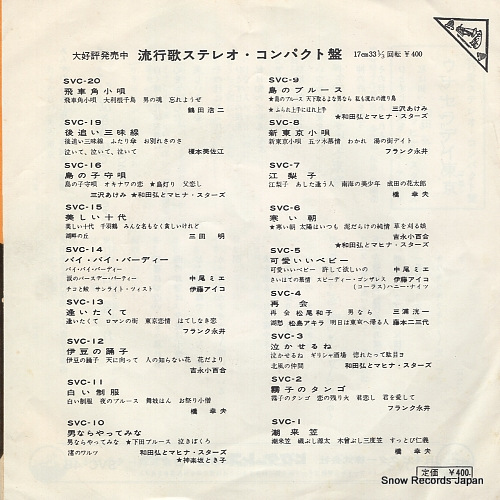 大好評発売中 流行歌ステレオ・コンパクト盤 17cm33⅓回転 ¥400
SVC-20
飛車角小唄
飛車角小唄 大利根千鳥 男の魂 忘れようぜ
鶴田浩二
SVC-19
後追い三味線
後追い三味線 ふたり傘 お別れさのさ
泣いて、泣いて、泣いて 榎本美佐江
SVC-16
島の子守唄
島の子守唄 オキナワの恋 ★島灯り 父恋し
三沢あけみ ★和田弘とマヒナ・スターズ
SVC-15
美しい十代
美しい十代 千羽鶴 みんな名もなく貧しいけれど
湖畔の丘 三田明
SVC-14
バイ・バイ・バーディー
バイ・バイ・バーディー
涙のバースデー・パーティー 中尾ミエ
チコと鮫 サンライト・ツィスト 伊藤アイコ
SVC-13
逢いたくて
逢いたくて ロマンの街 東京恋情 はてしなき恋
フランク永井
SVC-12
伊豆の踊子
伊豆の踊子 天に向って 人の知らない花 花だより
吉永小百合
SVC-11
白い制服
白い制服 夜のブルース 舞妓はん お祭り小僧
橋幸夫
SVC-10
男ならやってみな
男ならやってみな ★下田ブルース 泣きぼくろ
渚のワルツ 和田弘とマヒナ・スターズ
★神楽坂とき子
SVC-9
島のブルース
★島のブルース 天下取るよな男なら 私も流れの渡り鳥
★ふられ上手にほれ上手 三沢あけみ
★和田弘とマヒナ・スターズ
SVC-8
新東京小唄
新東京小唄 五ツ木慕情 わかれ 湯の街デイト
フランク永井
SVC-7
江梨子
江梨子 あした逢う人 南海の美少年 成田の花太郎
橋幸夫
SVC-6
寒い朝
★寒い朝 太陽はいつも 泥だらけの純情 草を刈る娘
吉永小百合
★和田弘とマヒナ・スターズ
SVC-5
可愛いいベビー
可愛いいベビー 許して欲しいの 中尾ミエ
さいはての慕情 スピーディー・ゴンザレス 伊藤アイコ
(コーラス)ハニー・ナイツ
SVC-4
再会
再会 松尾和子 男なら 三浦洸一
湖愁 松島アキラ 明日は東京へ帰る人 藤本二三代
SVC-3
泣かせるね
泣かせるね ギリシャ酒場 惚れたって駄目ヨ
北風の仲間 和田弘とマヒナ・スターズ
SVC-2
霧子のタンゴ
霧子のタンゴ 恋の残り火 君恋し 君を愛して
フランク永井
SVC-1
潮来笠
潮来笠 磯ぶし源太 木曽ぶし三度笠 すっとび仁義
橋幸夫
定価 ¥400
Snow Records Japan